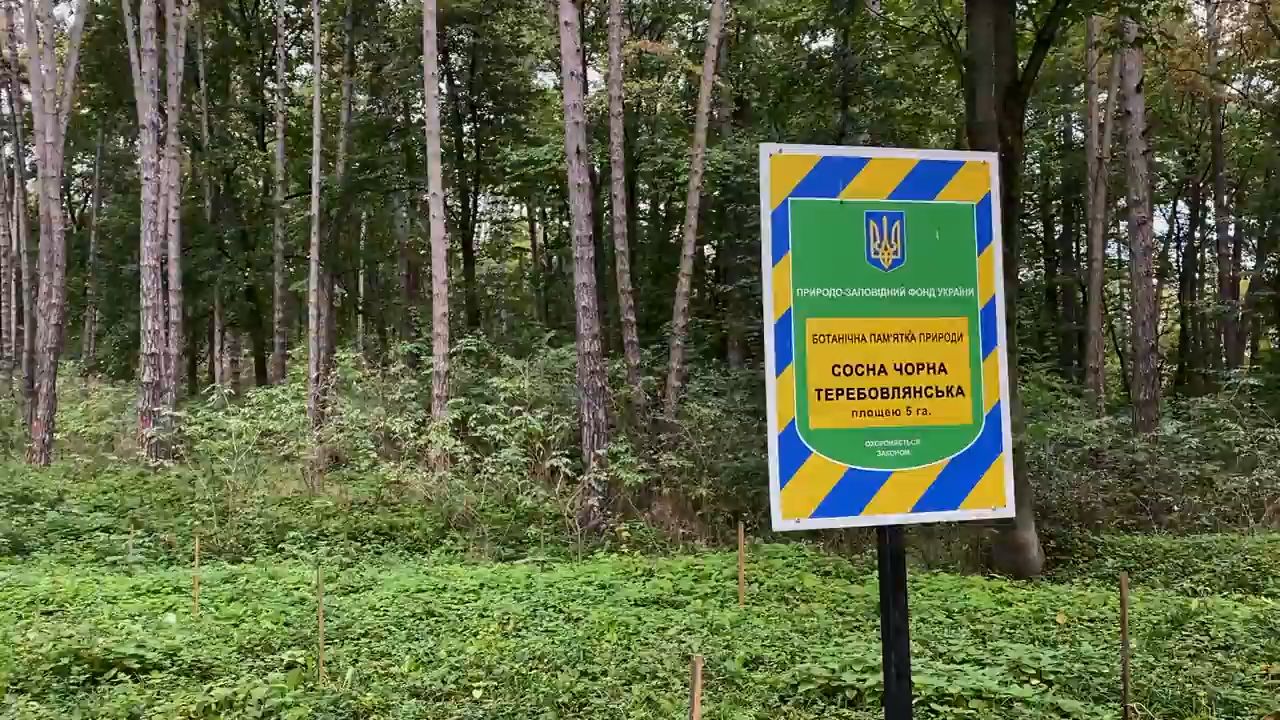 ПРИРОДО-ЗАПОВІДНИЙ ФОНД УКРАЇНИ
БОТАНІЧНА ПАМ'ЯТКА ПРИРОДИ
СОСНА ЧОРНА
ТЕРЕБОВЛЯНСЬКА
площею 5 га.
ОХОРОНЯЄТЬСЯ
ЗАКОНОМ